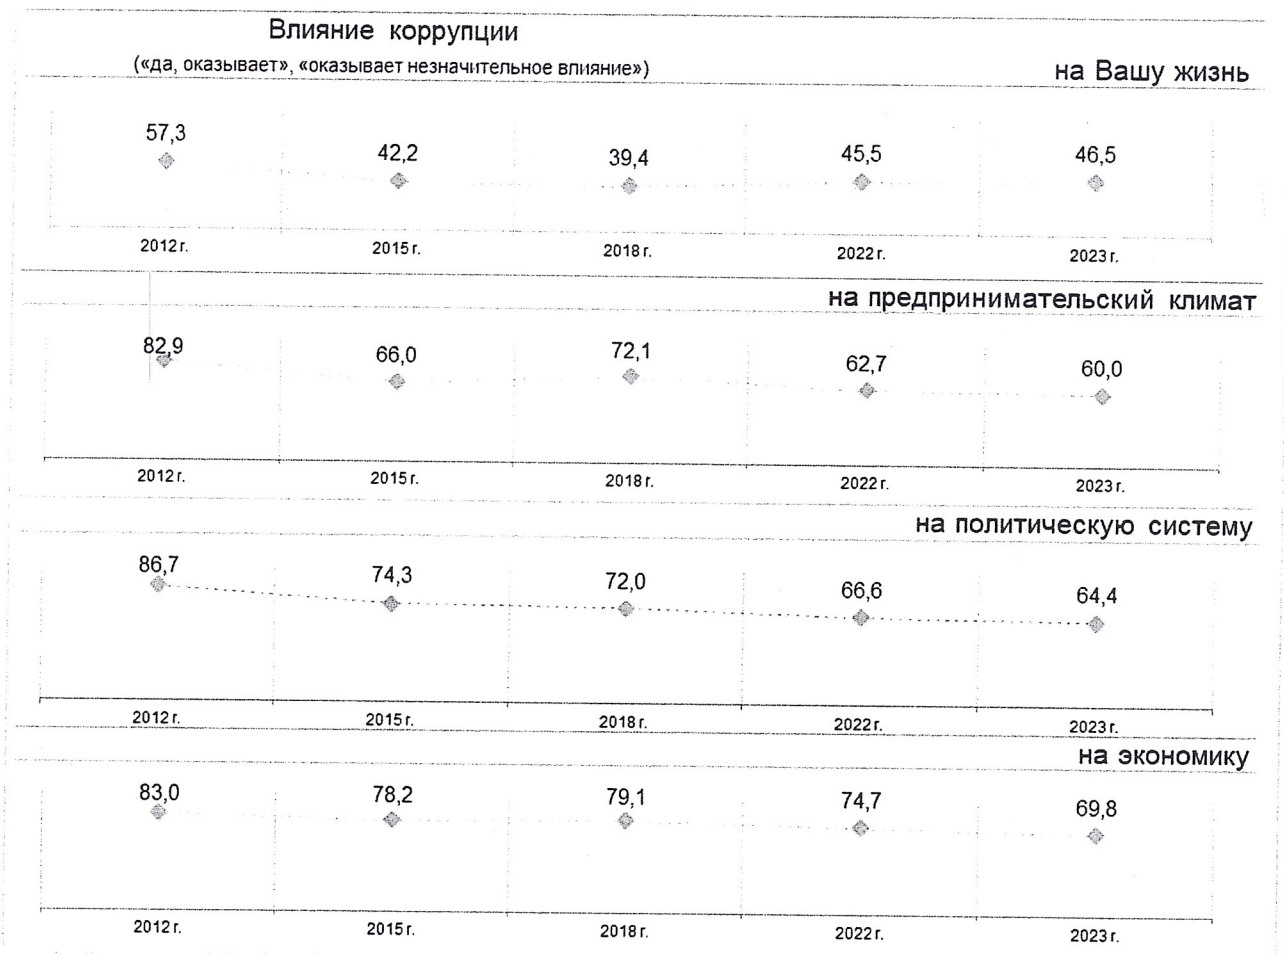 Влияние коррупции
(«да, оказывает», «оказывает незначительное влияние»)
на Вашу жизнь
57,3 42,2 39,4 45,5 46,5
2012 г. 2015 г. 2018 г. 2022 г. 2023 г.
на предпринимательский климат
82,9 66,0 72,1 62,7 60,0
2012 г. 2015 г. 2018 г. 2022 г. 2023 г.
на политическую систему
86,7 74,3 72,0 66,6 64,4
2012 г. 2015 г. 2018 г. 2022 г. 2023 г.
на экономику
83,0 78,2 79,1 74,7 69,8
2012 г. 2015 г. 2018 г. 2022 г. 2023 г.